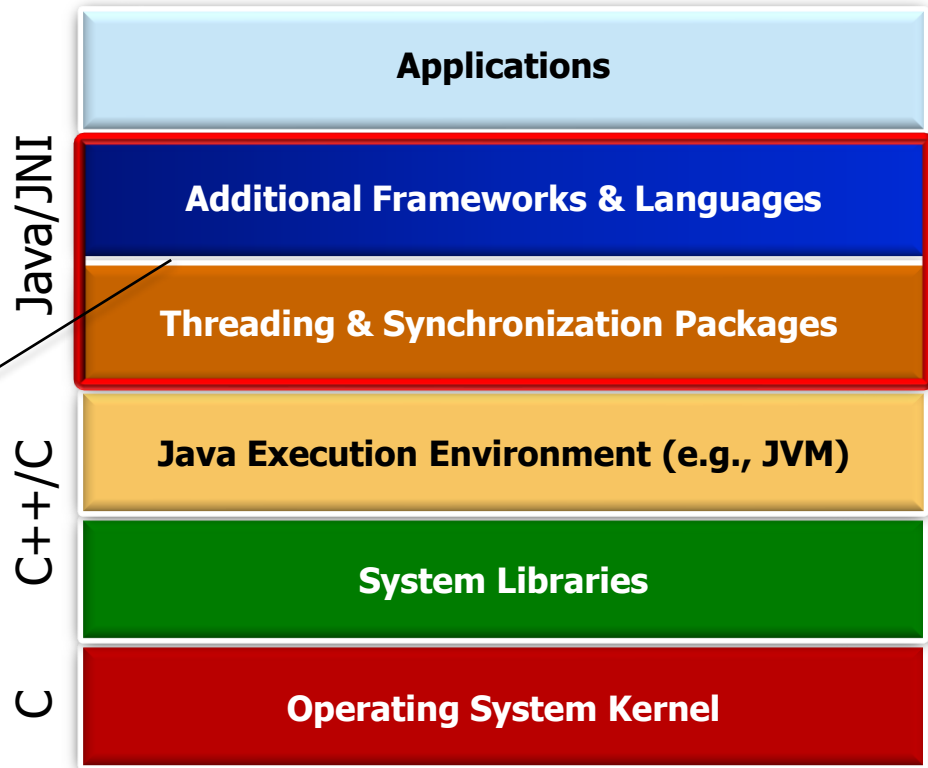 Applications
Java/JNI
Additional Frameworks & Languages
Threading & Synchronization Packages
C++/C
Java Execution Environment (e.g., JVM)
System Libraries
C
Operating System Kernel